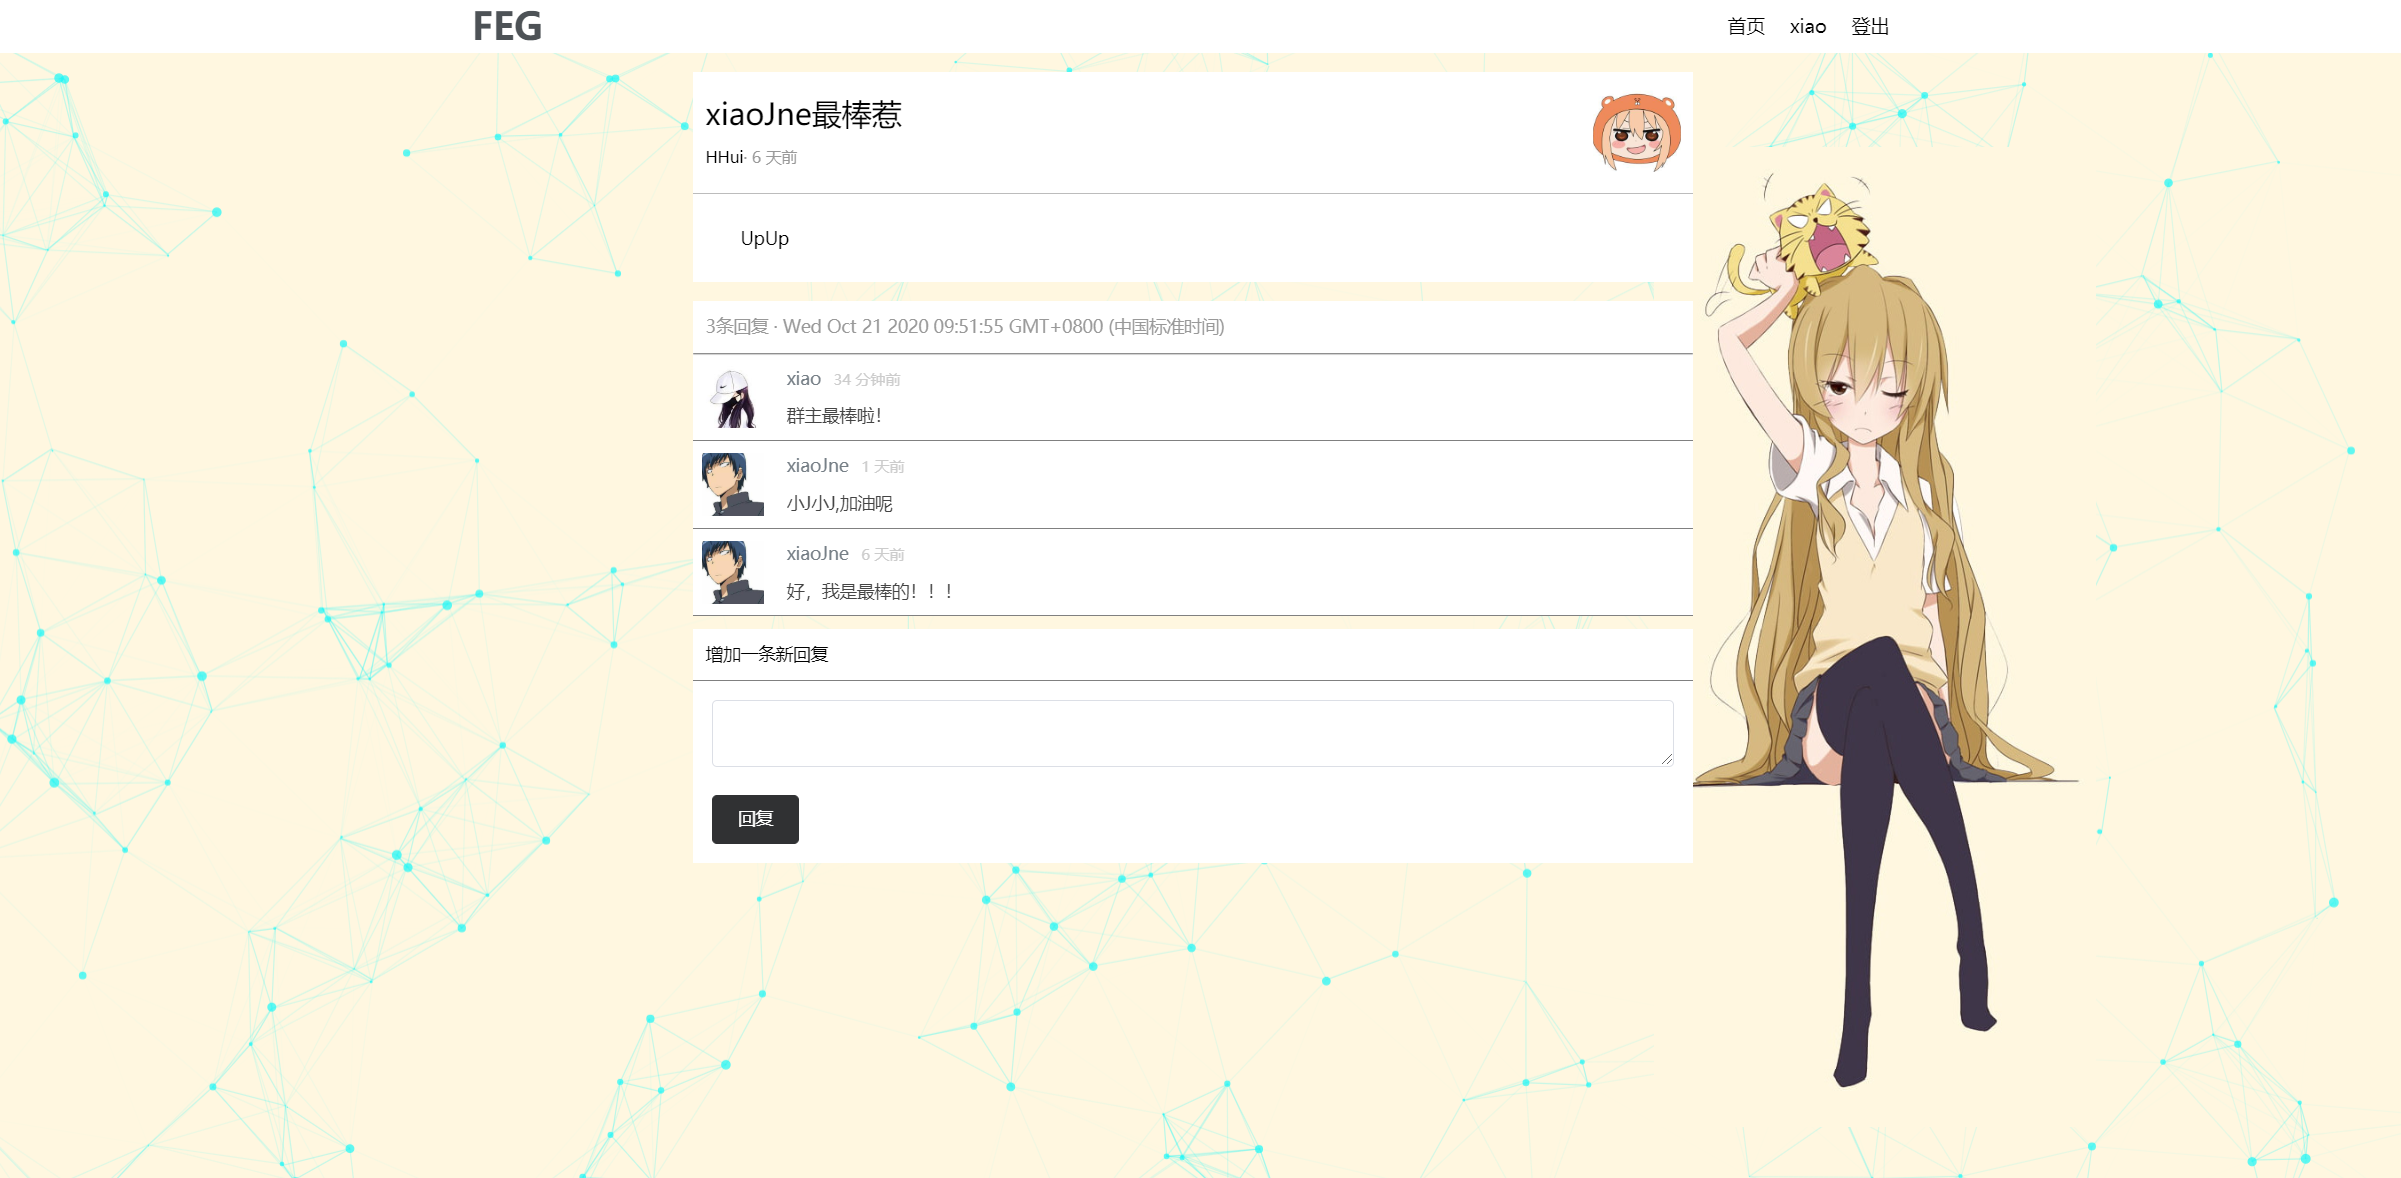 FEG
首页 xiao 登出
xiaoJne最棒惹
HHui· 6 天前
UpUp
3条回复 · Wed Oct 21 2020 09:51:55 GMT+0800 (中国标准时间)
xiao 34 分钟前
群主最棒啦！
xiaoJne 1 天前
小J小J,加油呢
xiaoJne 6 天前
好，我是最棒的！！！
增加一条新回复
回复